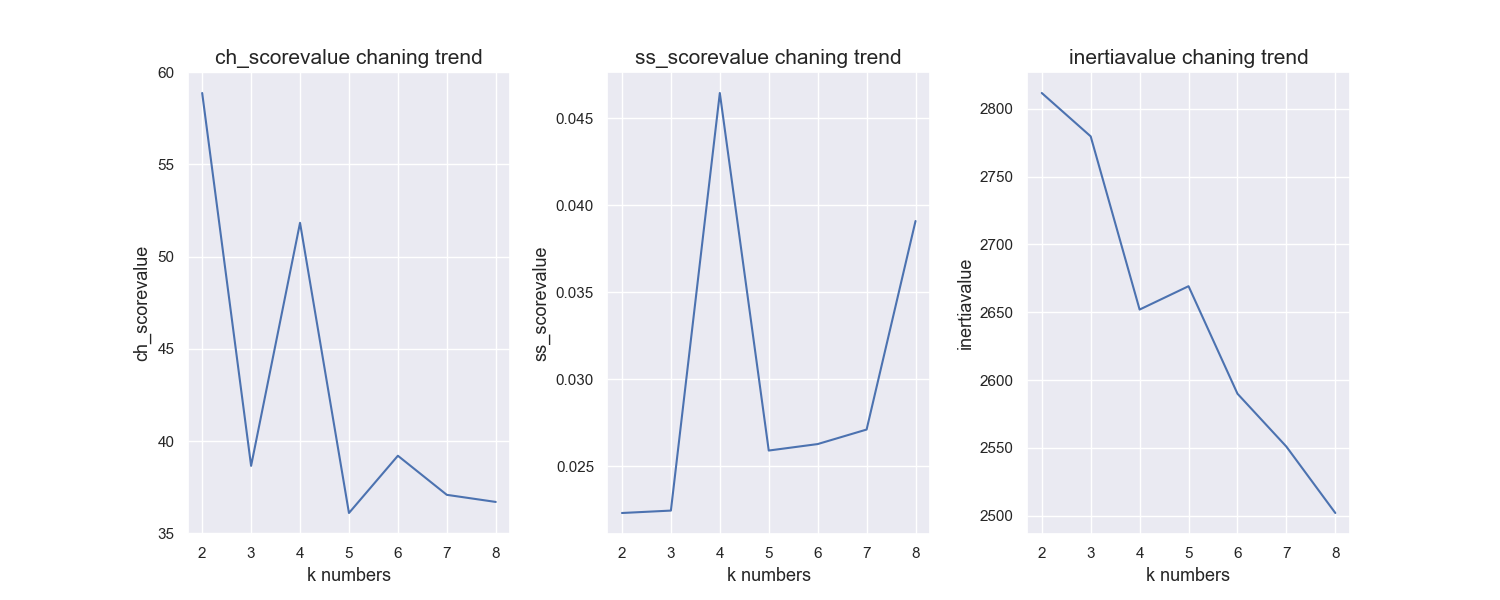 ch_scorevalue chaning trend
60
55
50
45
40
35
ch_scorevalue
2 3 4 5 6 7 8
k numbers
ss_scorevalue chaning trend
0.045
0.040
0.035
0.030
0.025
ss_scorevalue
2 3 4 5 6 7 8
k numbers
inertiavalue chaning trend
2800
2750
2700
2650
2600
2550
2500
inertiavalue
2 3 4 5 6 7 8
k numbers